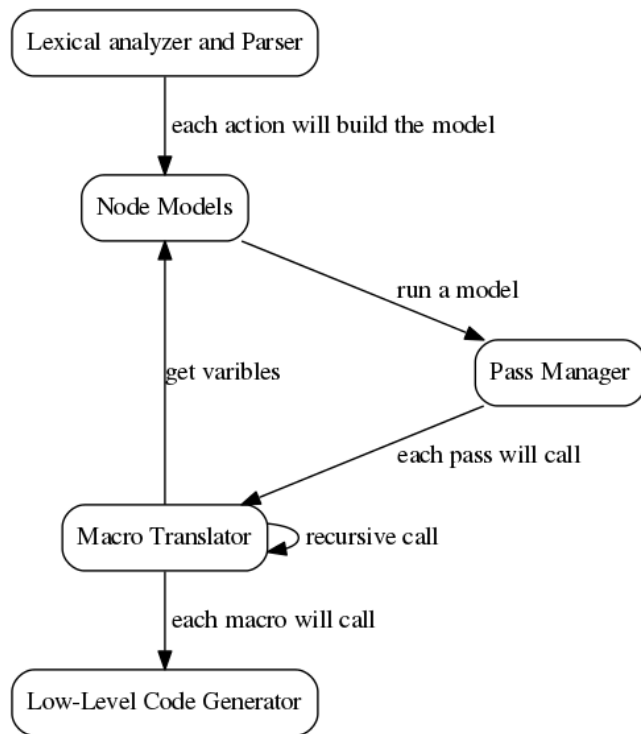 Lexical analyzer and Parser
each action will build the model
Node Models
run a model
get varibles
Pass Manager
each pass will call
Macro Translator
recursive call
each macro will call
Low-Level Code Generator